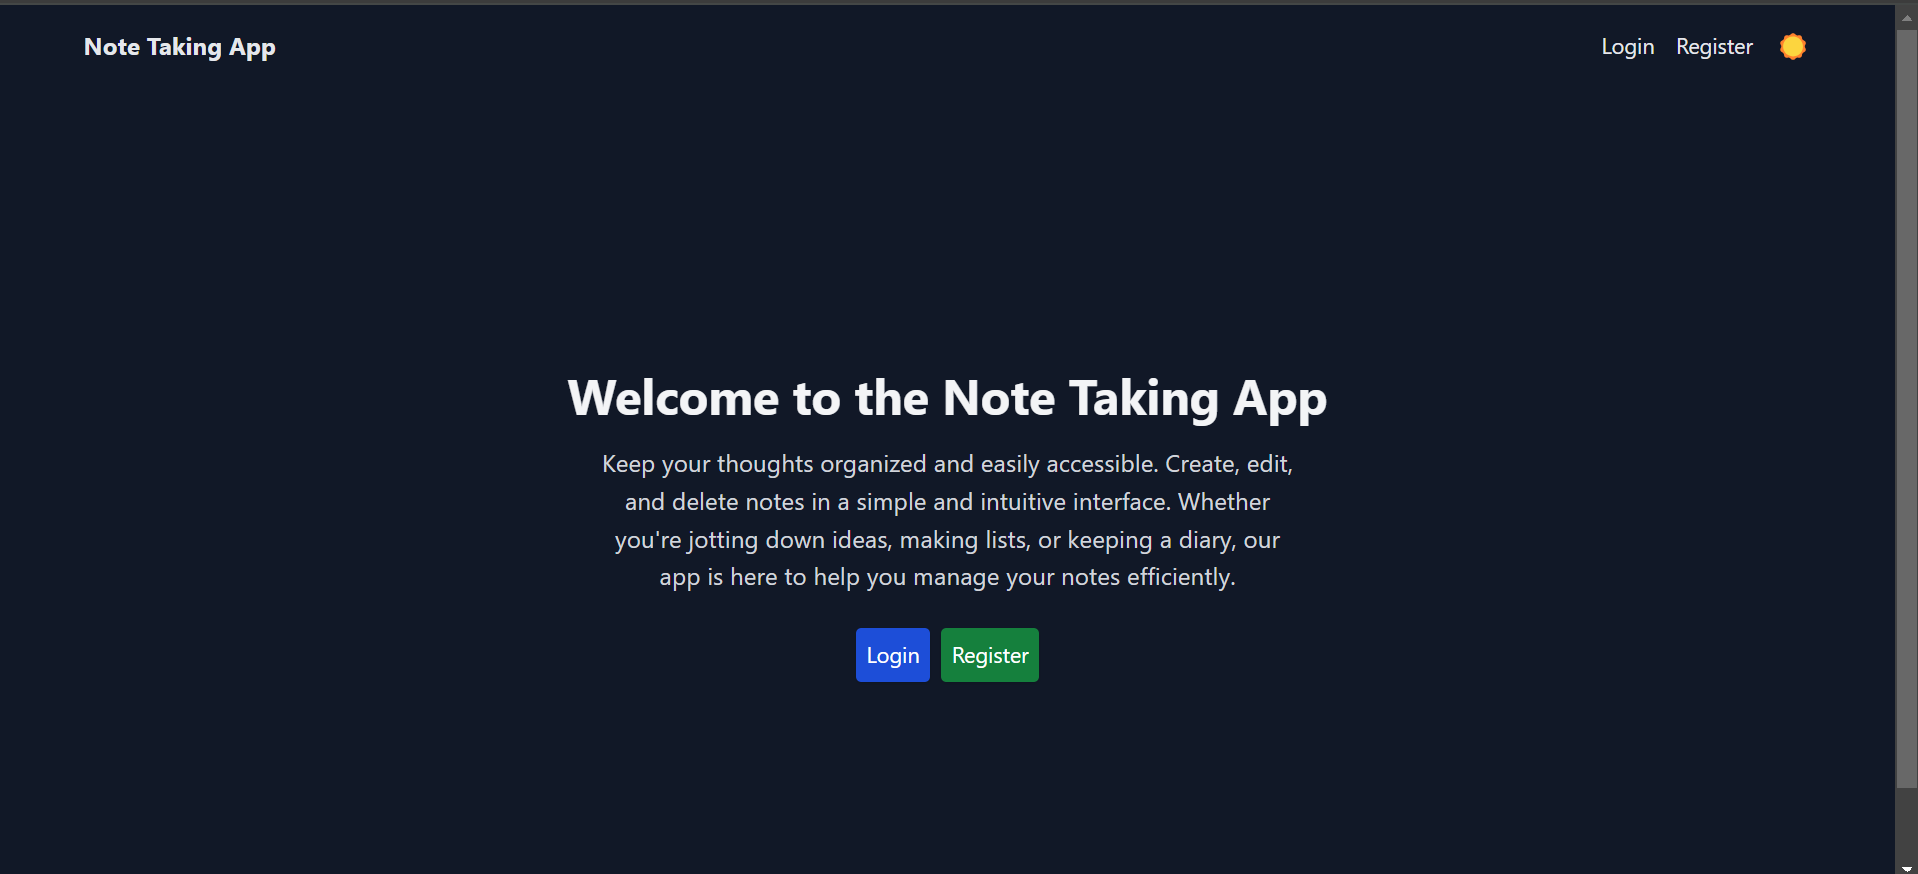 Note Taking App
Login
Register
Welcome to the Note Taking App
Keep your thoughts organized and easily accessible. Create, edit,
and delete notes in a simple and intuitive interface. Whether
you're jotting down ideas, making lists, or keeping a diary, our
app is here to help you manage your notes efficiently.
Login
Register